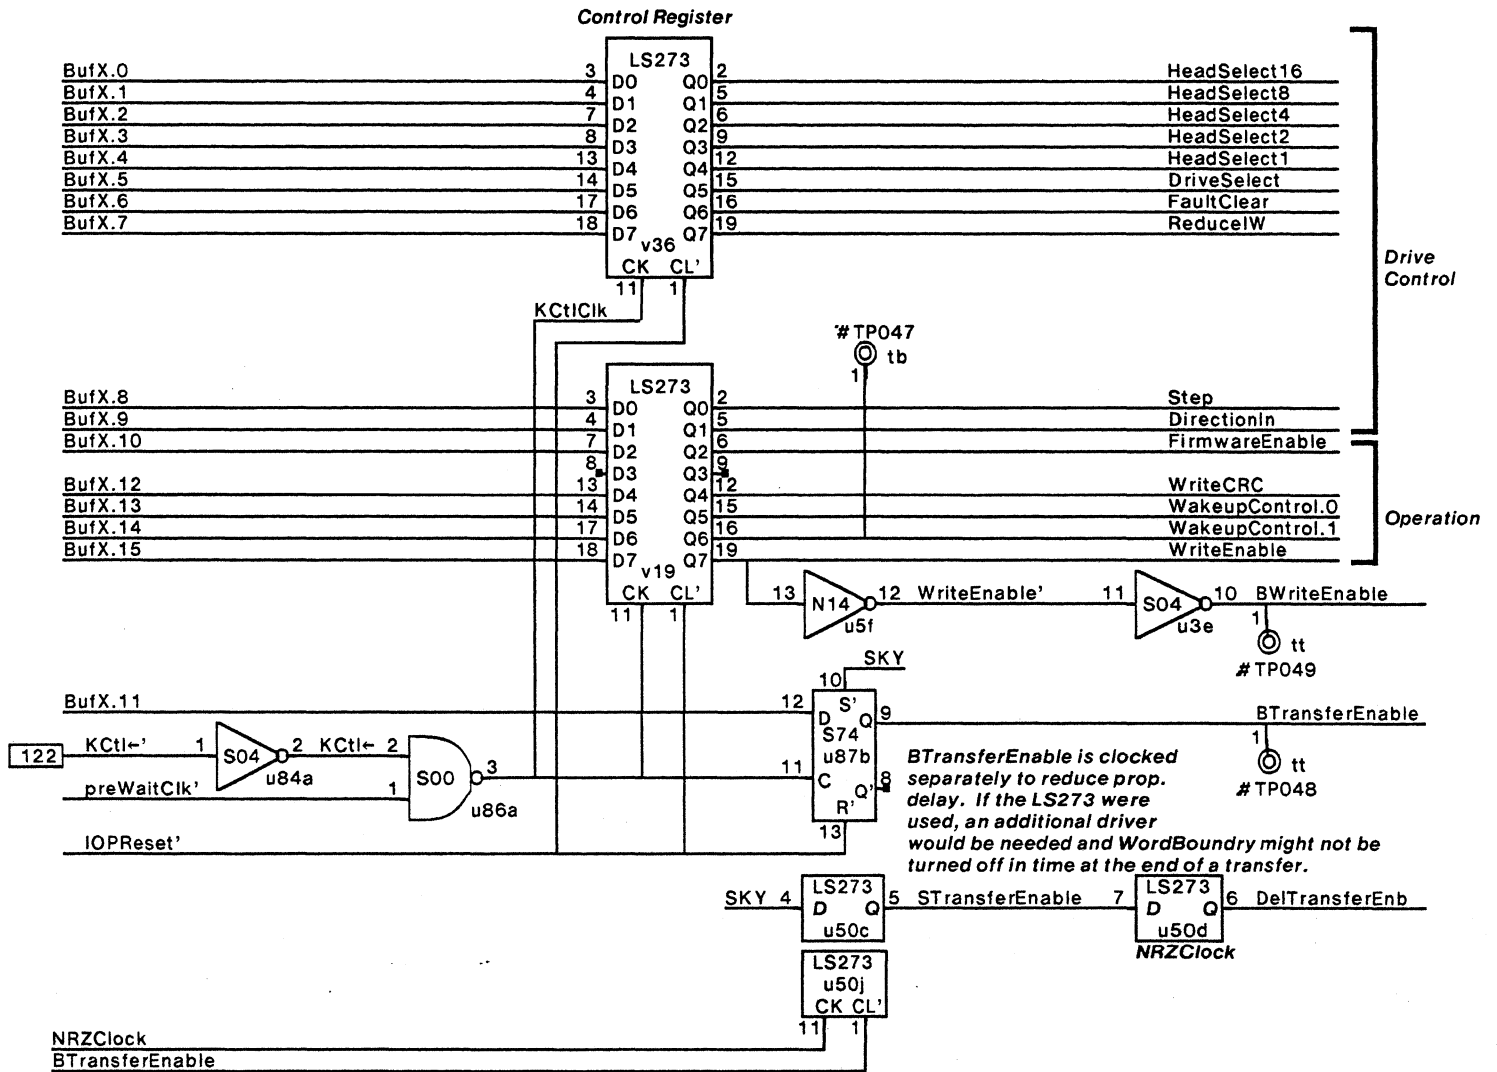 Control Register
LS273
BufX.0 3 D0 Q0 2 HeadSelect16
BufX.1 4 D1 Q1 5 HeadSelect8
BufX.2 7 D2 Q2 6 HeadSelect4
BufX.3 8 D3 Q3 9 HeadSelect2
BufX.4 13 D4 Q4 12 HeadSelect1
BufX.5 14 D5 Q5 15 DriveSelect
BufX.6 17 D6 Q6 16 FaultClear
BufX.7 18 D7 Q7 19 ReduceIW
v36
CK CL'
11 1
Drive
Control
KCtlClk
#TP047
tb
1
LS273
BufX.8 3 D0 Q0 2 Step
BufX.9 4 D1 Q1 5 DirectionIn
BufX.10 7 D2 Q2 6 FirmwareEnable
8 D3 Q3 9
BufX.12 13 D4 Q4 12 WriteCRC
BufX.13 14 D5 Q5 15 WakeupControl.0
BufX.14 17 D6 Q6 16 WakeupControl.1
BufX.15 18 D7 Q7 19 WriteEnable
Operation
v19
CK CL'
11 1
13 N14 12 WriteEnable' 11 S04 10 BWriteEnable
u5f u3e
1 tt
#TP049
SKY
10
BufX.11 12 D S' Q 9 BTransferEnable
S74
u87b
122 KCtl←' 1 S04 2 KCtl← 2 S00 3 11 C Q' 8
u84a
preWaitClk' 1
u86a
R'
13
IOPReset'
1 tt
#TP048
BTransferEnable is clocked
separately to reduce prop.
delay. If the LS273 were
used, an additional driver
would be needed and WordBoundry might not be
turned off in time at the end of a transfer.
LS273 LS273
SKY 4 D Q 5 STransferEnable 7 D Q 6 DelTransferEnb
u50c u50d
NRZClock
LS273
u50j
CK CL'
11 1
NRZClock
BTransferEnable